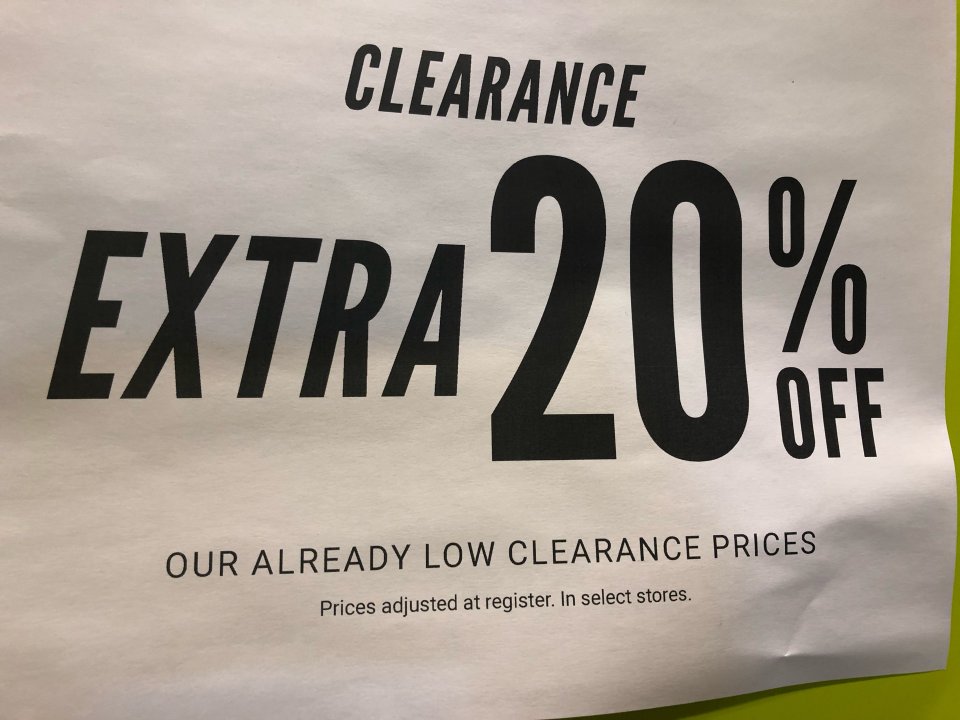 CLEARANCE
EXTRA 20% OFF
OUR ALREADY LOW CLEARANCE PRICES
Prices adjusted at register. In select stores.